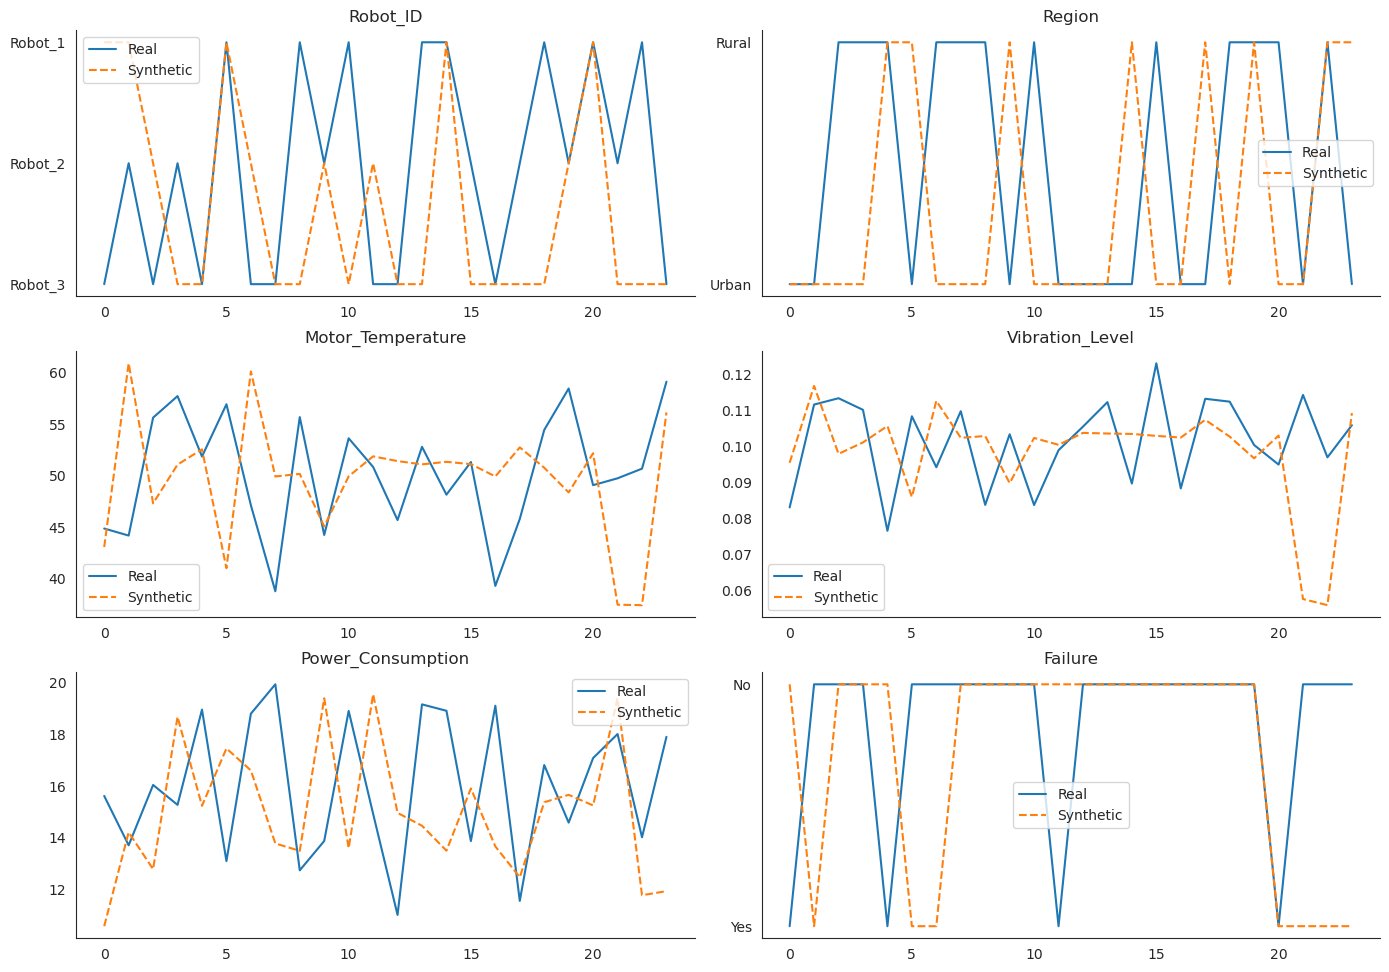 Robot_ID
Robot_1
Robot_2
Robot_3
Real
Synthetic
0 5 10 15 20
Region
Rural
Urban
Real
Synthetic
0 5 10 15 20
Motor_Temperature
60
55
50
45
40
Real
Synthetic
0 5 10 15 20
Vibration_Level
0.12
0.11
0.10
0.09
0.08
0.07
0.06
Real
Synthetic
0 5 10 15 20
Power_Consumption
20
18
16
14
12
Real
Synthetic
0 5 10 15 20
Failure
No
Yes
Real
Synthetic
0 5 10 15 20